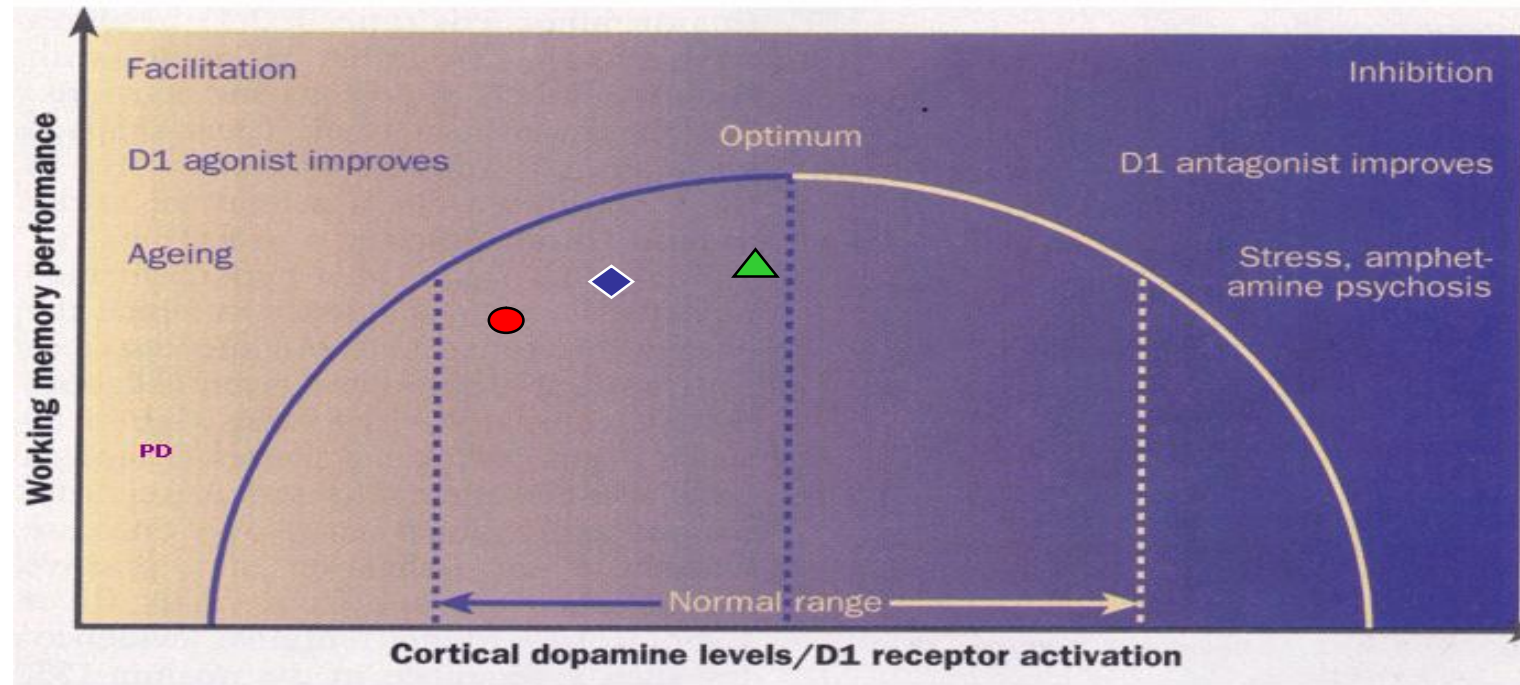 Facilitation
Inhibition
Optimum
D1 agonist improves
D1 antagonist improves
Ageing
Stress, amphet-
amine psychosis
Working memory performance
PD
Normal range
Cortical dopamine levels/D1 receptor activation